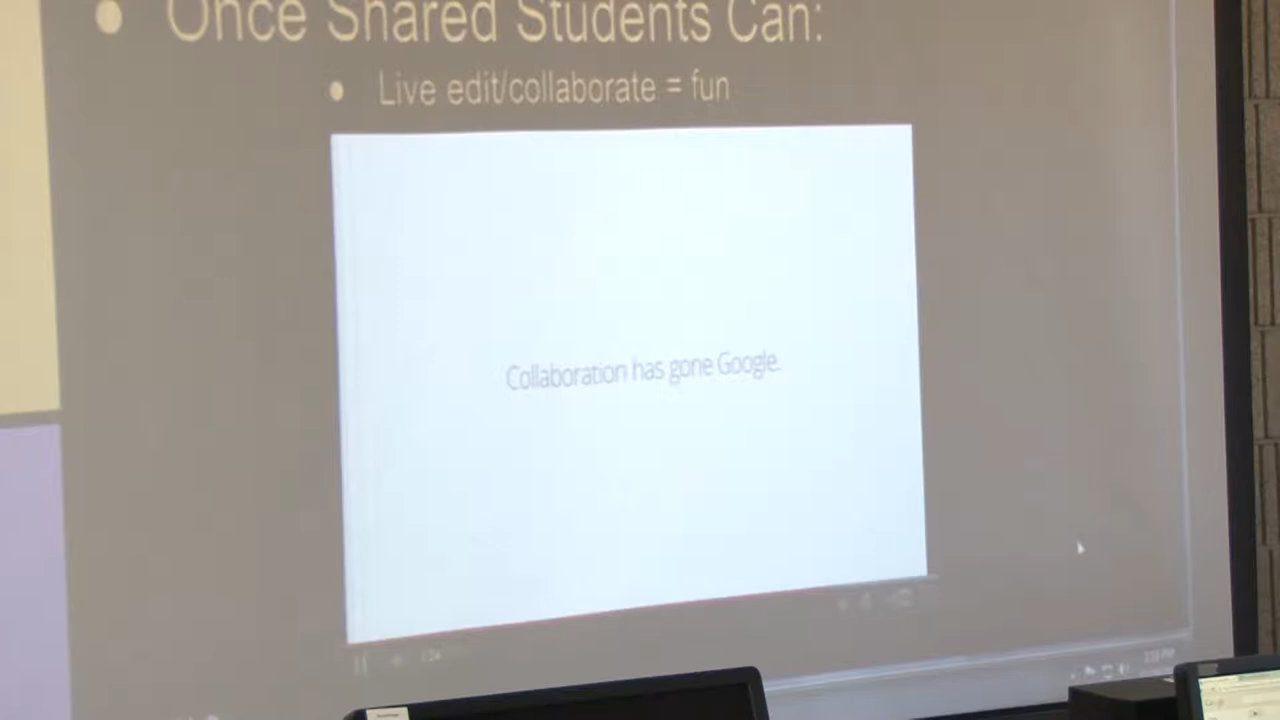 Once Shared Students Can:
Live edit/collaborate = fun
Collaboration has gone Google.